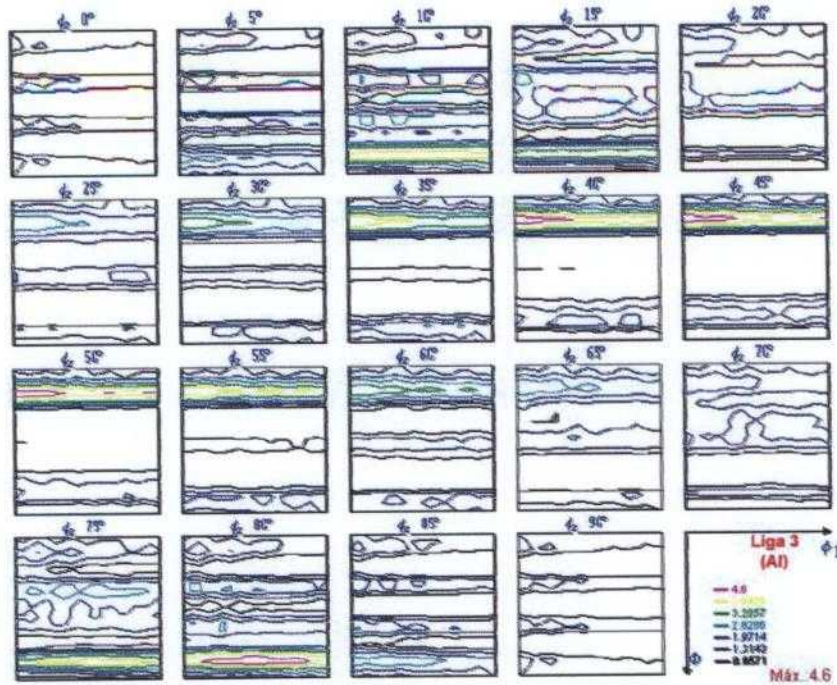 ϕ₂ 0° ϕ₂ 5° ϕ₂ 10° ϕ₂ 15° ϕ₂ 20°
ϕ₂ 25° ϕ₂ 30° ϕ₂ 35° ϕ₂ 40° ϕ₂ 45°
ϕ₂ 50° ϕ₂ 55° ϕ₂ 60° ϕ₂ 65° ϕ₂ 70°
ϕ₂ 75° ϕ₂ 80° ϕ₂ 85° ϕ₂ 90°
Liga 3
(Al)
ϕ1
4.6
3.2857
2.6286
1.9714
1.3143
0.6571
Φ
Máx. 4.6